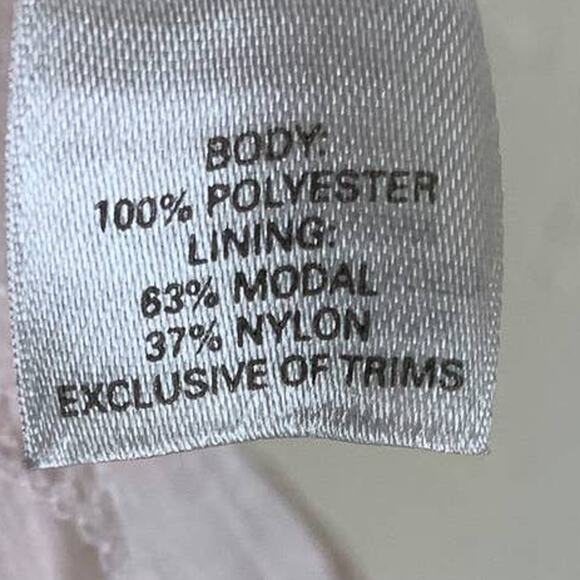 BODY:
100% POLYESTER
LINING:
63% MODAL
37% NYLON
EXCLUSIVE OF TRIMS